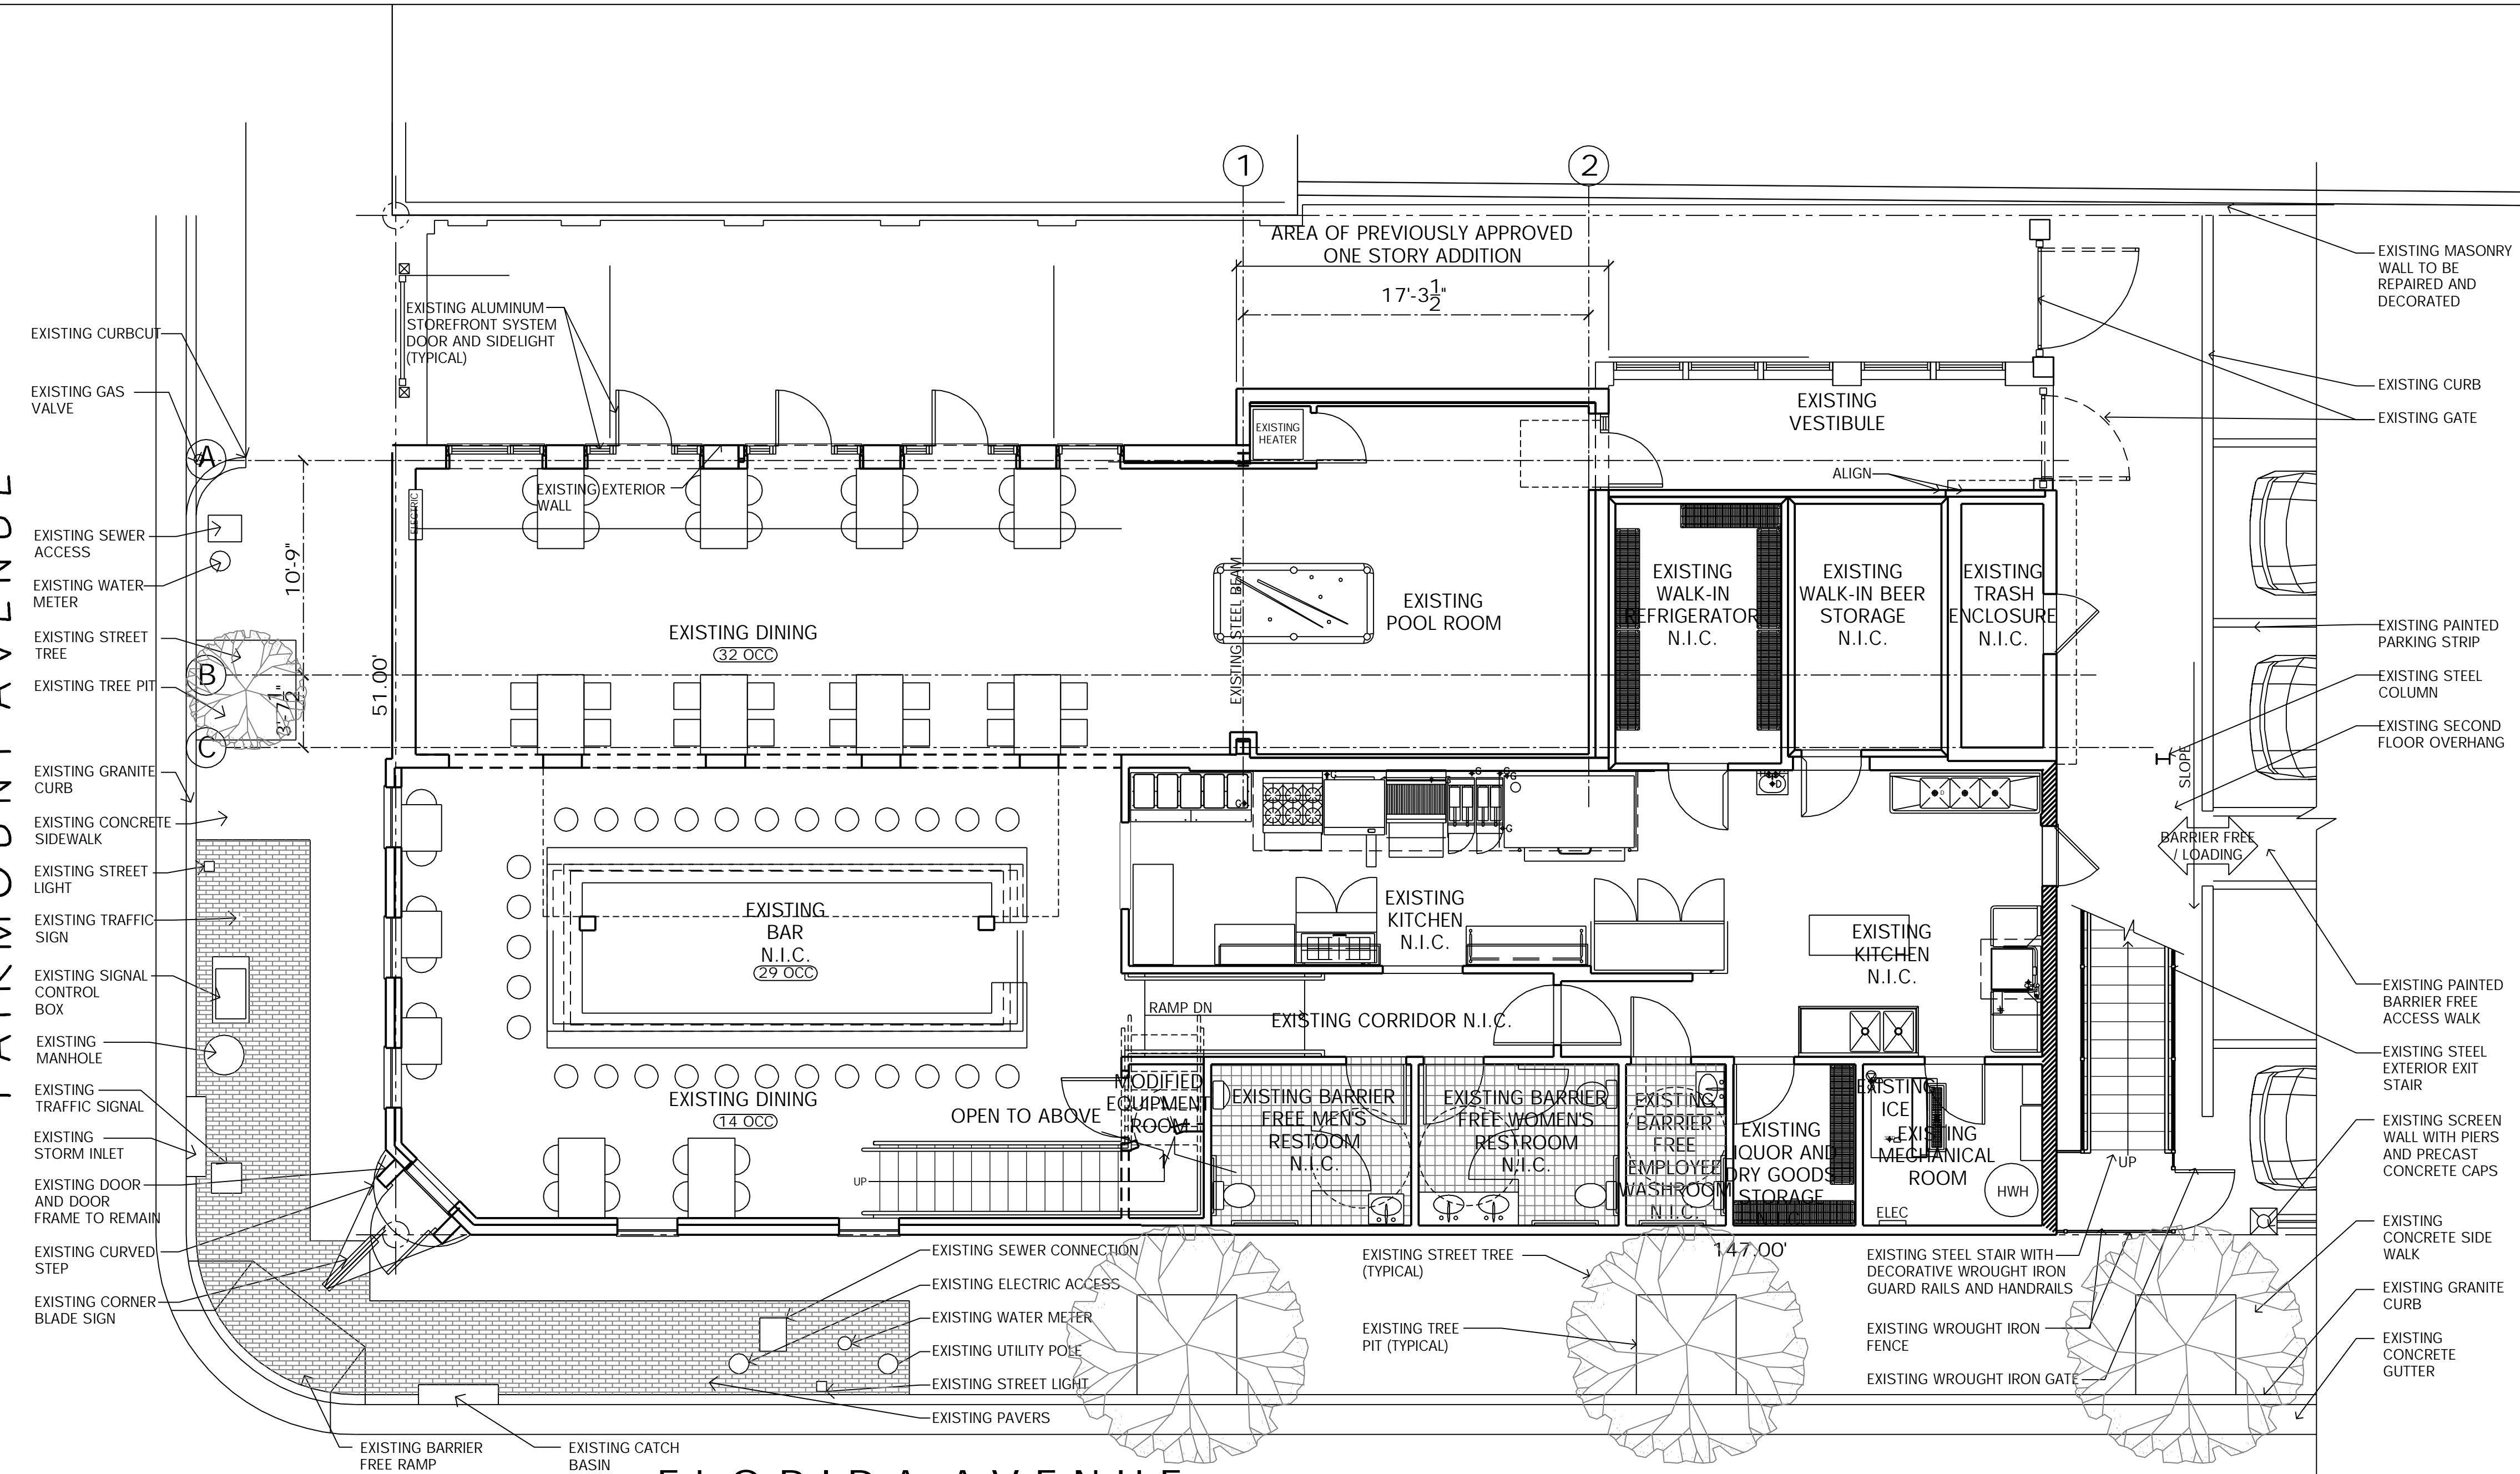 1
2
AREA OF PREVIOUSLY APPROVED
ONE STORY ADDITION
17'-3 1/2"
EXISTING ALUMINUM
STOREFRONT SYSTEM
DOOR AND SIDELIGHT
(TYPICAL)
EXISTING CURBCUT
EXISTING GAS
VALVE
A
EXISTING SEWER
ACCESS
EXISTING WATER
METER
EXISTING STREET
TREE
B
EXISTING TREE PIT
C
EXISTING GRANITE
CURB
EXISTING CONCRETE
SIDEWALK
EXISTING STREET
LIGHT
EXISTING TRAFFIC
SIGN
EXISTING SIGNAL
CONTROL
BOX
EXISTING
MANHOLE
EXISTING
TRAFFIC SIGNAL
EXISTING
STORM INLET
EXISTING DOOR
AND DOOR
FRAME TO REMAIN
EXISTING CURVED
STEP
EXISTING CORNER
BLADE SIGN
10'-9"
3'-7 1/2"
51.00'
ELECTRIC
EXISTING EXTERIOR
WALL
EXISTING
HEATER
EXISTING
VESTIBULE
ALIGN
EXISTING DINING
32 OCC
EXISTING STEEL BEAM
EXISTING
POOL ROOM
EXISTING
WALK-IN
REFRIGERATOR
N.I.C.
EXISTING
WALK-IN BEER
STORAGE
N.I.C.
EXISTING
TRASH
ENCLOSURE
N.I.C.
EXISTING
BAR
N.I.C.
29 OCC
G
G
G
G
G
D
EXISTING
KITCHEN
N.I.C.
EXISTING
KITCHEN
N.I.C.
RAMP DN
EXISTING CORRIDOR N.I.C.
EXISTING DINING
14 OCC
OPEN TO ABOVE
UP
MODIFIED
EQUIPMENT
ROOM
EXISTING BARRIER
FREE MEN'S
RESTOOM
N.I.C.
EXISTING BARRIER
FREE WOMEN'S
RESTROOM
N.I.C.
EXISTING
BARRIER
FREE
EMPLOYEE
WASHROOM
N.I.C.
EXISTING
LIQUOR AND
DRY GOODS
STORAGE
N.I.C.
EXISTING
ICE
EXISTING
MECHANICAL
ROOM
HWH
ELEC
147.00'
UP
SLOPE
BARRIER FREE
/ LOADING
EXISTING MASONRY
WALL TO BE
REPAIRED AND
DECORATED
EXISTING CURB
EXISTING GATE
EXISTING PAINTED
PARKING STRIP
EXISTING STEEL
COLUMN
EXISTING SECOND
FLOOR OVERHANG
EXISTING PAINTED
BARRIER FREE
ACCESS WALK
EXISTING STEEL
EXTERIOR EXIT
STAIR
EXISTING SCREEN
WALL WITH PIERS
AND PRECAST
CONCRETE CAPS
EXISTING
CONCRETE SIDE
WALK
EXISTING GRANITE
CURB
EXISTING
CONCRETE
GUTTER
EXISTING SEWER CONNECTION
EXISTING ELECTRIC ACCESS
EXISTING WATER METER
EXISTING UTILITY POLE
EXISTING STREET LIGHT
EXISTING PAVERS
EXISTING STREET TREE
(TYPICAL)
EXISTING TREE
PIT (TYPICAL)
EXISTING STEEL STAIR WITH
DECORATIVE WROUGHT IRON
GUARD RAILS AND HANDRAILS
EXISTING WROUGHT IRON
FENCE
EXISTING WROUGHT IRON GATE
EXISTING BARRIER
FREE RAMP
EXISTING CATCH
BASIN
FLORIDA AVENUE